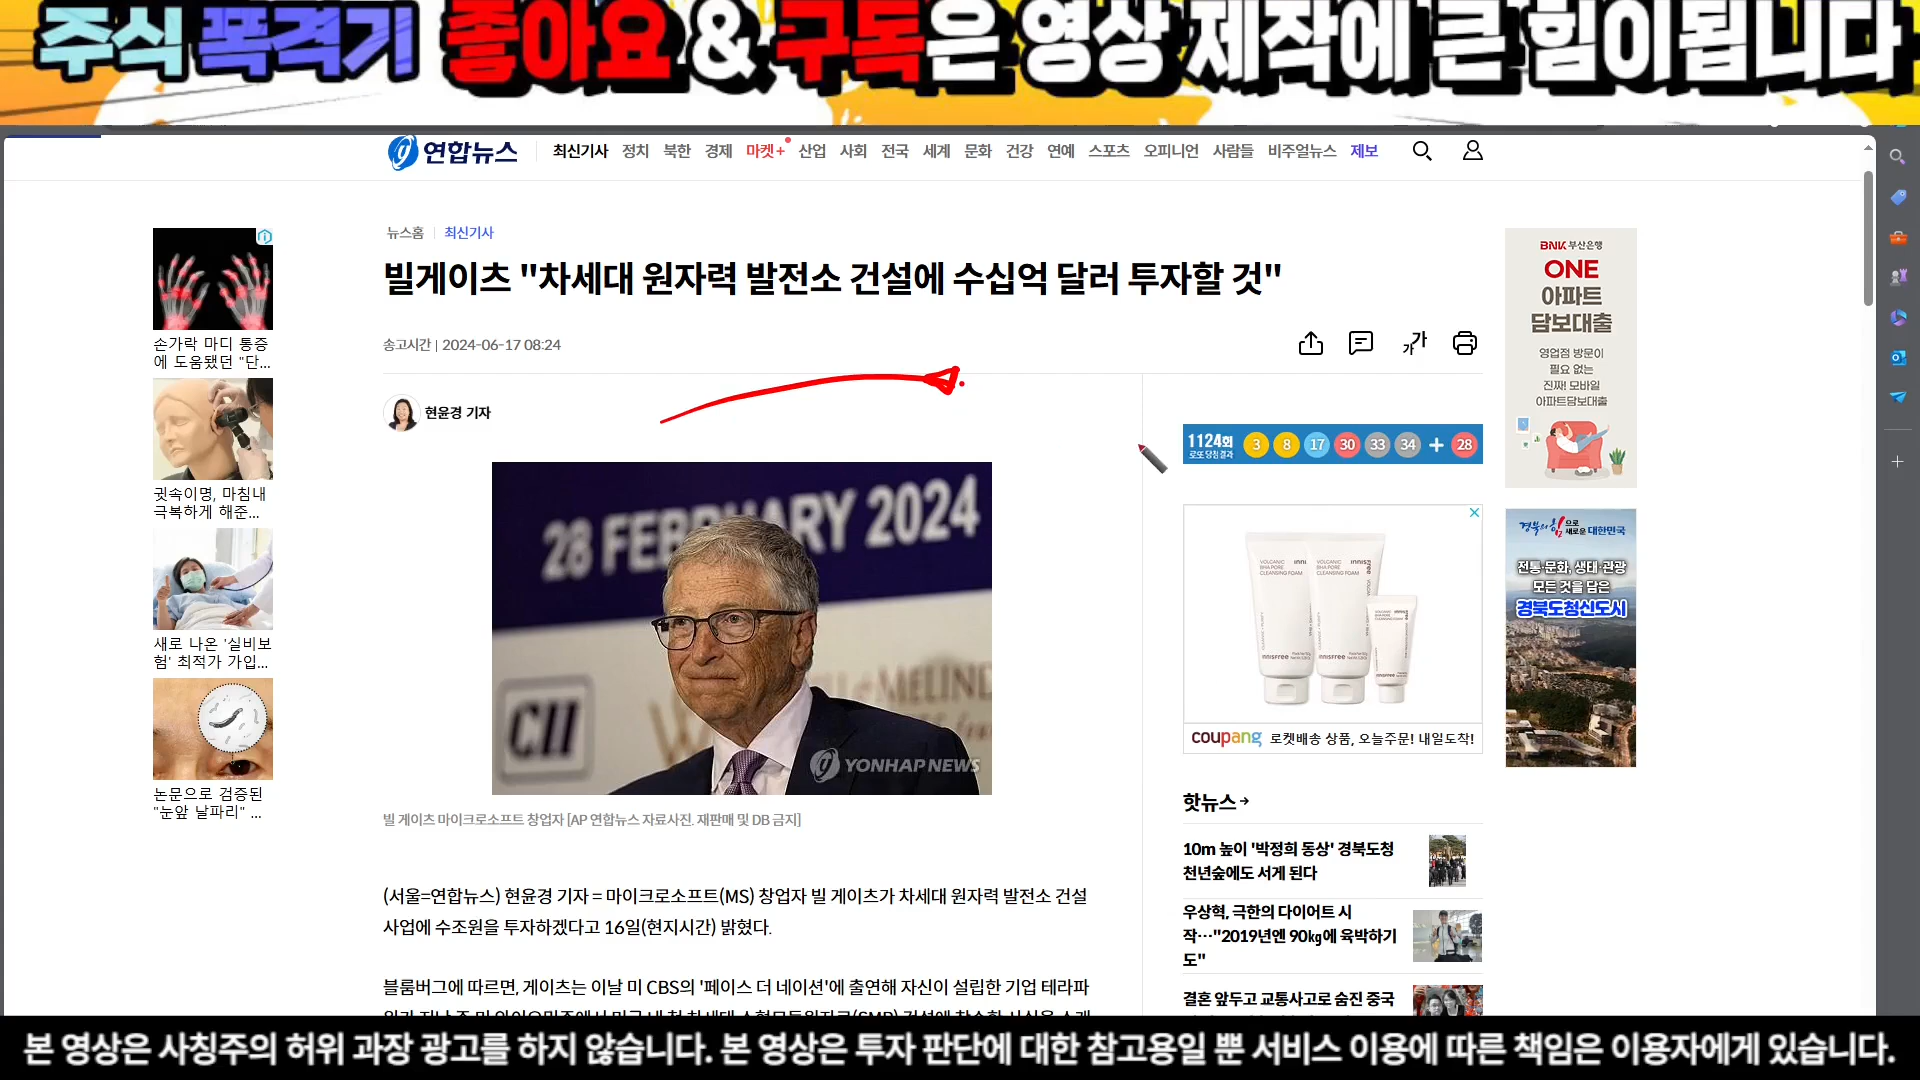 주식 폭격기 좋아요 & 구독은 영상 제작에 큰 힘이됩니다
연합뉴스
최신기사 정치 북한 경제 마켓+ 산업 사회 전국 세계 문화 건강 연예 스포츠 오피니언 사람들 비주얼뉴스 제보
뉴스홈 | 최신기사
빌게이츠 "차세대 원자력 발전소 건설에 수십억 달러 투자할 것"
송고시간 | 2024-06-17 08:24
가가
현윤경 기자
28 FEBRUARY 2024
CII
YONHAP NEWS
빌 게이츠 마이크로소프트 창업자 [AP 연합뉴스 자료사진. 재판매 및 DB 금지]
(서울=연합뉴스) 현윤경 기자 = 마이크로소프트(MS) 창업자 빌 게이츠가 차세대 원자력 발전소 건설
사업에 수조원을 투자하겠다고 16일(현지시간) 밝혔다.
블룸버그에 따르면, 게이츠는 이날 미 CBS의 '페이스 더 네이션'에 출연해 자신이 설립한 기업 테라파
손가락 마디 통증
에 도움됐던 "단...
귓속이명, 마침내
극복하게 해준...
새로 나온 '실비보
험' 최적가 가입...
논문으로 검증된
"눈앞 날파리" ...
1124회
로또 당첨결과
3 8 17 30 33 34 + 28
VOLCANIC
BHA PORE
CLEANSING FOAM
innisfree
coupang 로켓배송 상품, 오늘주문! 내일도착!
핫뉴스
10m 높이 '박정희 동상' 경북도청
천년숲에도 서게 된다
우상혁, 극한의 다이어트 시
작…"2019년엔 90㎏에 육박하기
도"
결혼 앞두고 교통사고로 숨진 중국
BNK 부산은행
ONE
아파트
담보대출
영업점 방문이
필요 없는
진짜! 모바일
아파트담보대출
경북의 힘!으로
새로운 대한민국
전통·문화, 생태·관광
모든 것을 담은
경북도청신도시
본 영상은 사칭주의 허위 과장 광고를 하지 않습니다. 본 영상은 투자 판단에 대한 참고용일 뿐 서비스 이용에 따른 책임은 이용자에게 있습니다.